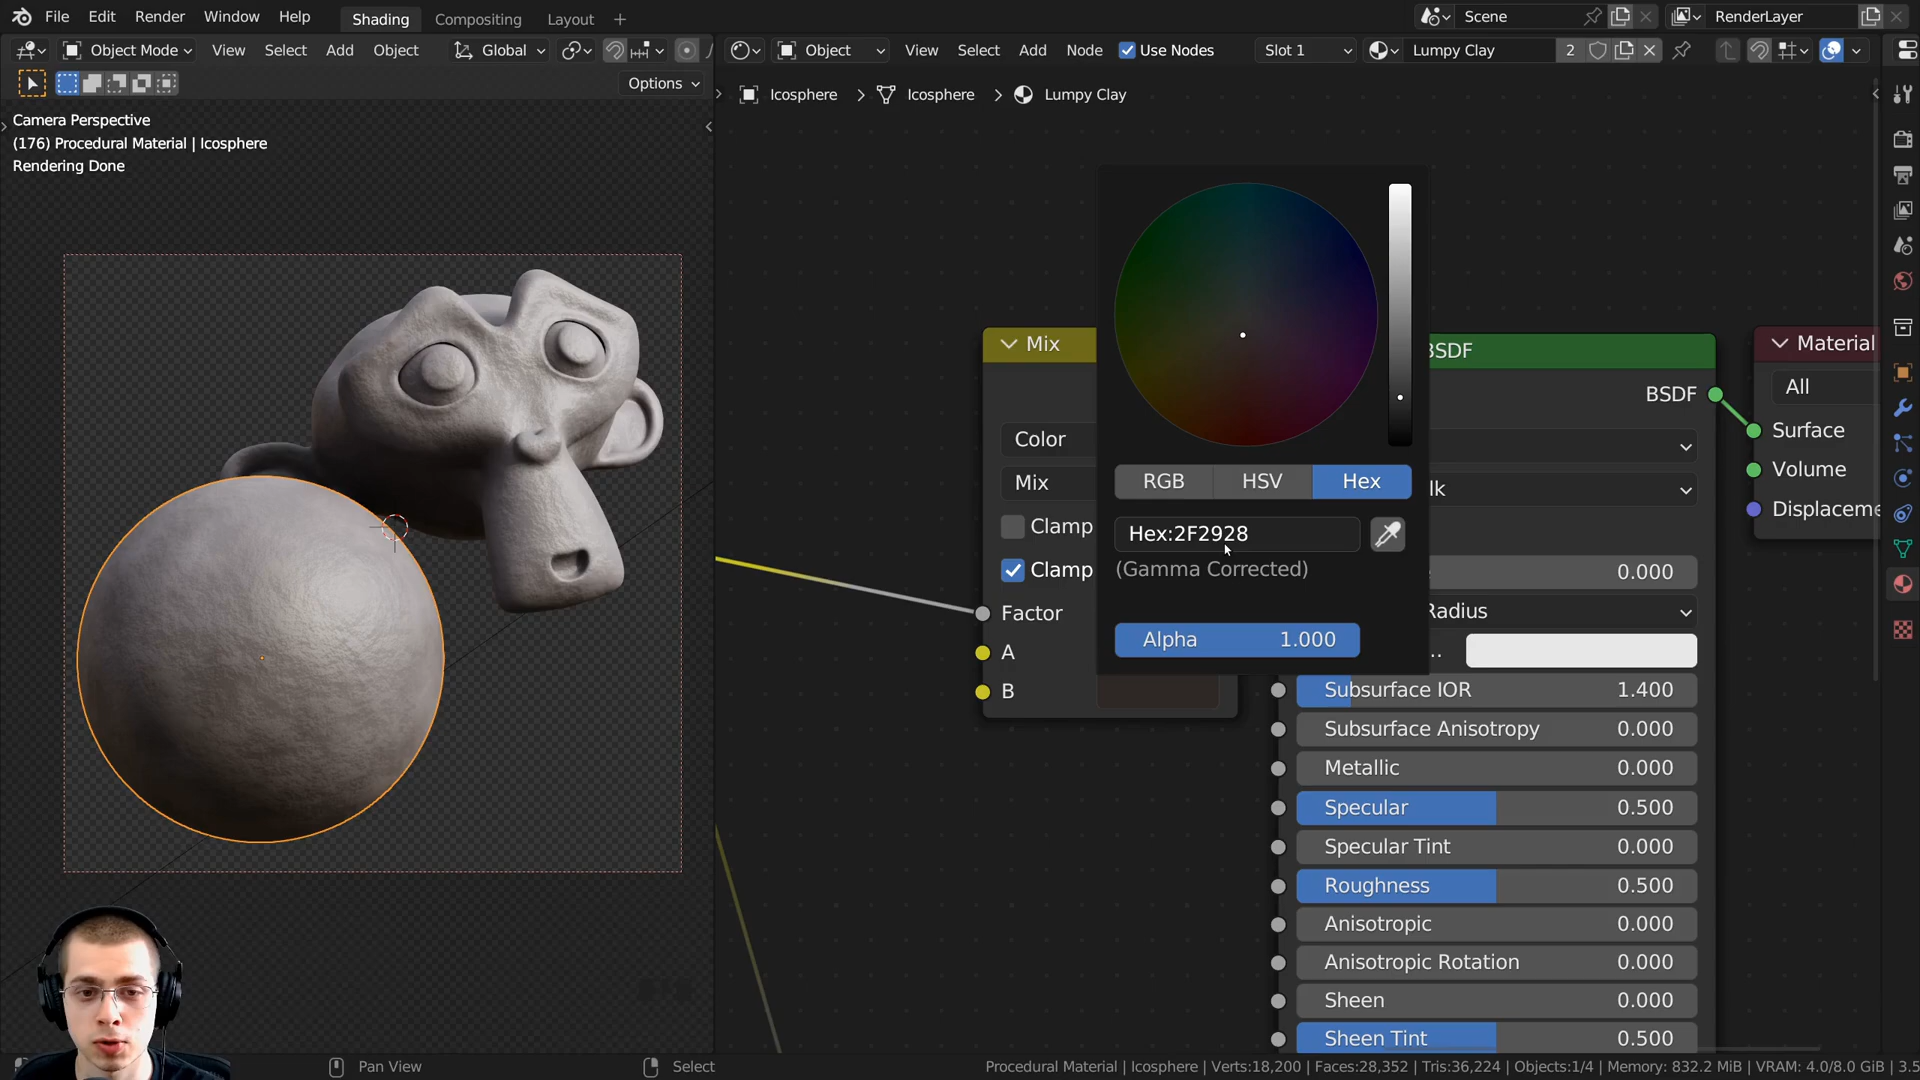 File Edit Render Window Help Shading Compositing Layout + Scene RenderLayer
Object Mode View Select Add Object Global Object View Select Add Node Use Nodes Slot 1 Lumpy Clay 2
Options
Icosphere > Icosphere > Lumpy Clay
Camera Perspective
(176) Procedural Material | Icosphere
Rendering Done
Mix
BSDF
Material
All
BSDF
Surface
Volume
Displaceme
Color
Mix
Clamp
Clamp
Factor
A
B
RGB HSV Hex
Hex:2F2928
(Gamma Corrected)
Alpha 1.000
lk
0.000
Radius
..
Subsurface IOR 1.400
Subsurface Anisotropy 0.000
Metallic 0.000
Specular 0.500
Specular Tint 0.000
Roughness 0.500
Anisotropic 0.000
Anisotropic Rotation 0.000
Sheen 0.000
Sheen Tint 0.500
Pan View Select Procedural Material | Icosphere | Verts:18,200 | Faces:28,352 | Tris:36,224 | Objects:1/4 | Memory: 832.2 MiB | VRAM: 4.0/8.0 GiB | 3.5